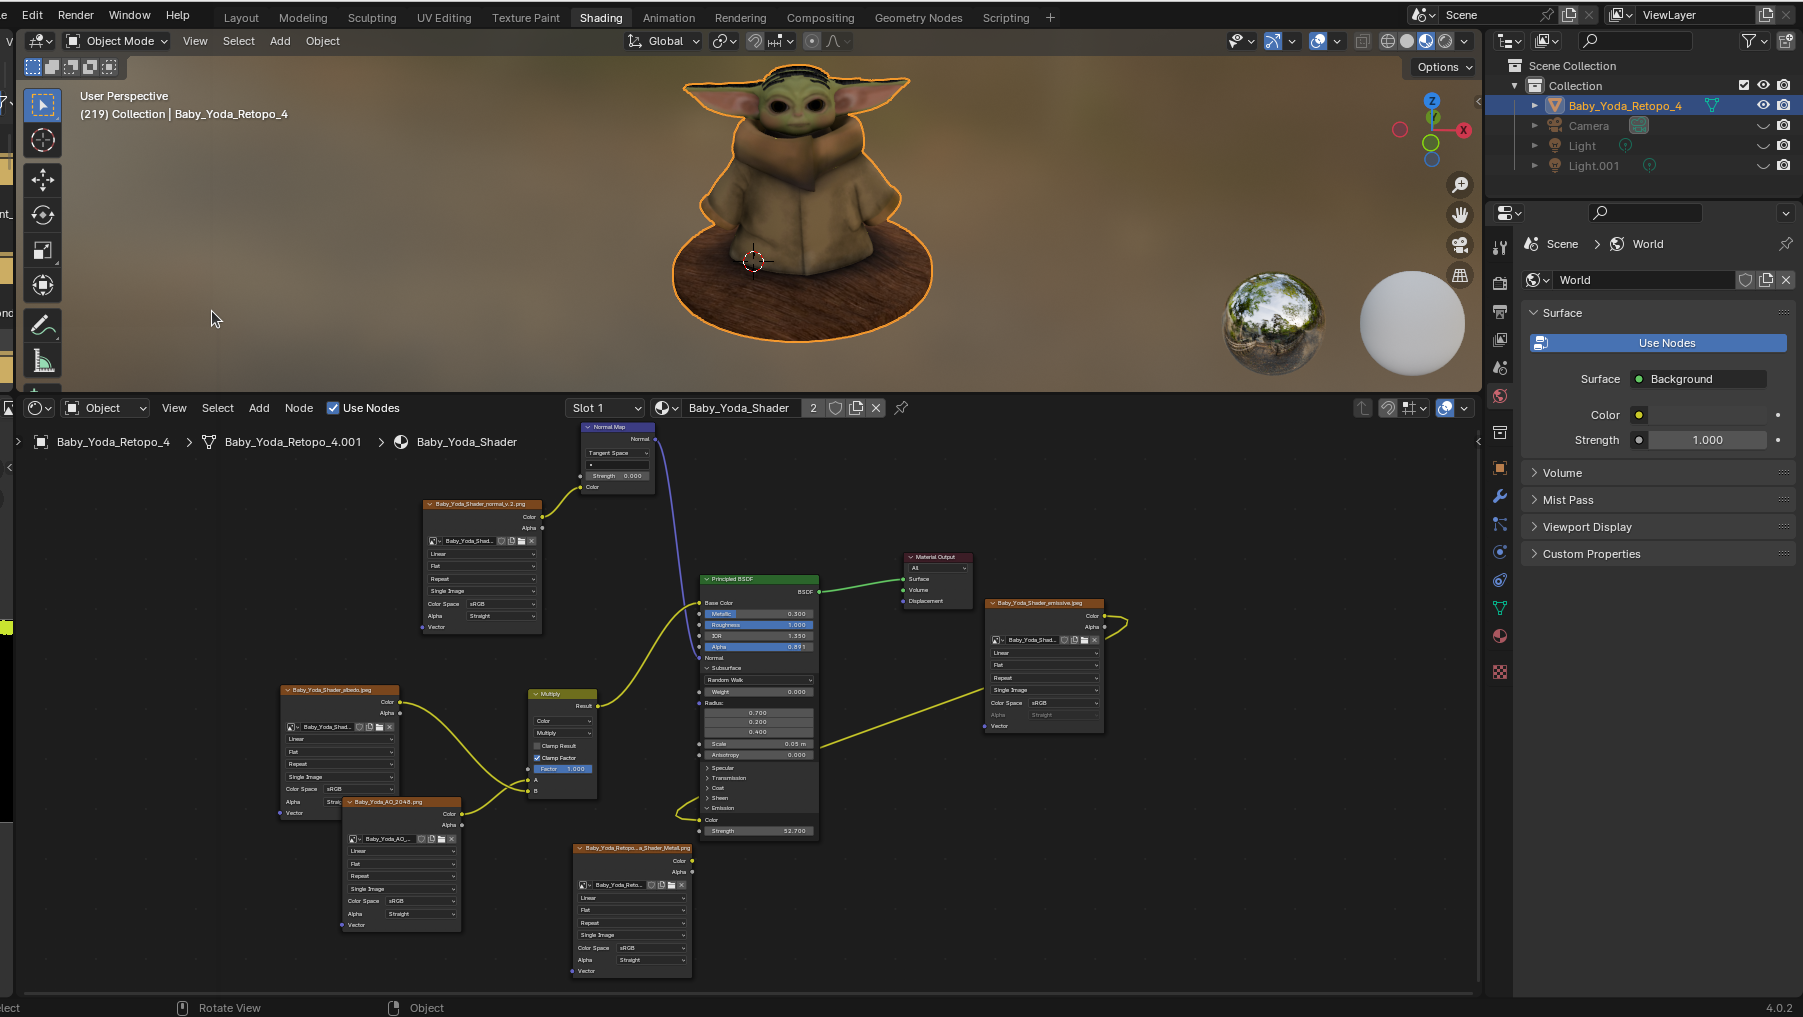 Edit Render Window Help Layout Modeling Sculpting UV Editing Texture Paint Shading Animation Rendering Compositing Geometry Nodes Scripting + Scene ViewLayer
Object Mode View Select Add Object Global
Options
User Perspective
(219) Collection | Baby_Yoda_Retopo_4
Z
Y
X
Scene Collection
Collection
Baby_Yoda_Retopo_4
Camera
Light
Light.001
Scene > World
World
Surface
Use Nodes
Surface Background
Color
Strength 1.000
Volume
Mist Pass
Viewport Display
Custom Properties
Object View Select Add Node Use Nodes Slot 1 Baby_Yoda_Shader 2
Baby_Yoda_Retopo_4 > Baby_Yoda_Retopo_4.001 > Baby_Yoda_Shader
Normal Map
Normal
Tangent Space
Strength 0.000
Color
Baby_Yoda_Shader_normal_v.2.png
Color
Alpha
Baby_Yoda_Shad...
Linear
Flat
Repeat
Single Image
Color Space sRGB
Alpha Straight
Vector
Principled BSDF
BSDF
Base Color
Metallic 0.300
Roughness 1.000
IOR 1.350
Alpha 0.891
Normal
Subsurface
Random Walk
Weight 0.000
Radius:
0.700
0.200
0.400
Scale 0.05 m
Anisotropy 0.000
Specular
Transmission
Coat
Sheen
Emission
Color
Strength 52.700
Material Output
All
Surface
Volume
Displacement
Baby_Yoda_Shader_emissive.jpeg
Color
Alpha
Baby_Yoda_Shad...
Linear
Flat
Repeat
Single Image
Color Space sRGB
Alpha Straight
Vector
Baby_Yoda_Shader_albedo.jpeg
Color
Alpha
Baby_Yoda_Shad...
Linear
Flat
Repeat
Single Image
Color Space sRGB
Alpha
Vector
Multiply
Result
Color
Multiply
Clamp Result
Clamp Factor
Factor 1.000
A
B
Baby_Yoda_AO_2048.png
Color
Alpha
Baby_Yoda_AO_...
Linear
Flat
Repeat
Single Image
Color Space sRGB
Alpha Straight
Vector
Baby_Yoda_Retopo...a_Shader_Metall.png
Color
Alpha
Baby_Yoda_Reto...
Linear
Flat
Repeat
Single Image
Color Space sRGB
Alpha Straight
Vector
Rotate View Object 4.0.2